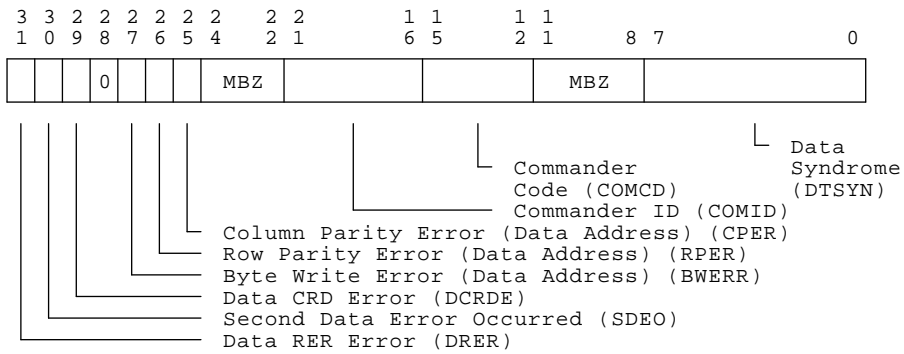 3 3 2 2 2 2 2 2 2 2 1 1 1 1
1 0 9 8 7 6 5 4 2 1 6 5 2 1 8 7 0
0 MBZ MBZ
Data
Commander Syndrome
Code (COMCD) (DTSYN)
Commander ID (COMID)
Column Parity Error (Data Address) (CPER)
Row Parity Error (Data Address) (RPER)
Byte Write Error (Data Address) (BWERR)
Data CRD Error (DCRDE)
Second Data Error Occurred (SDEO)
Data RER Error (DRER)